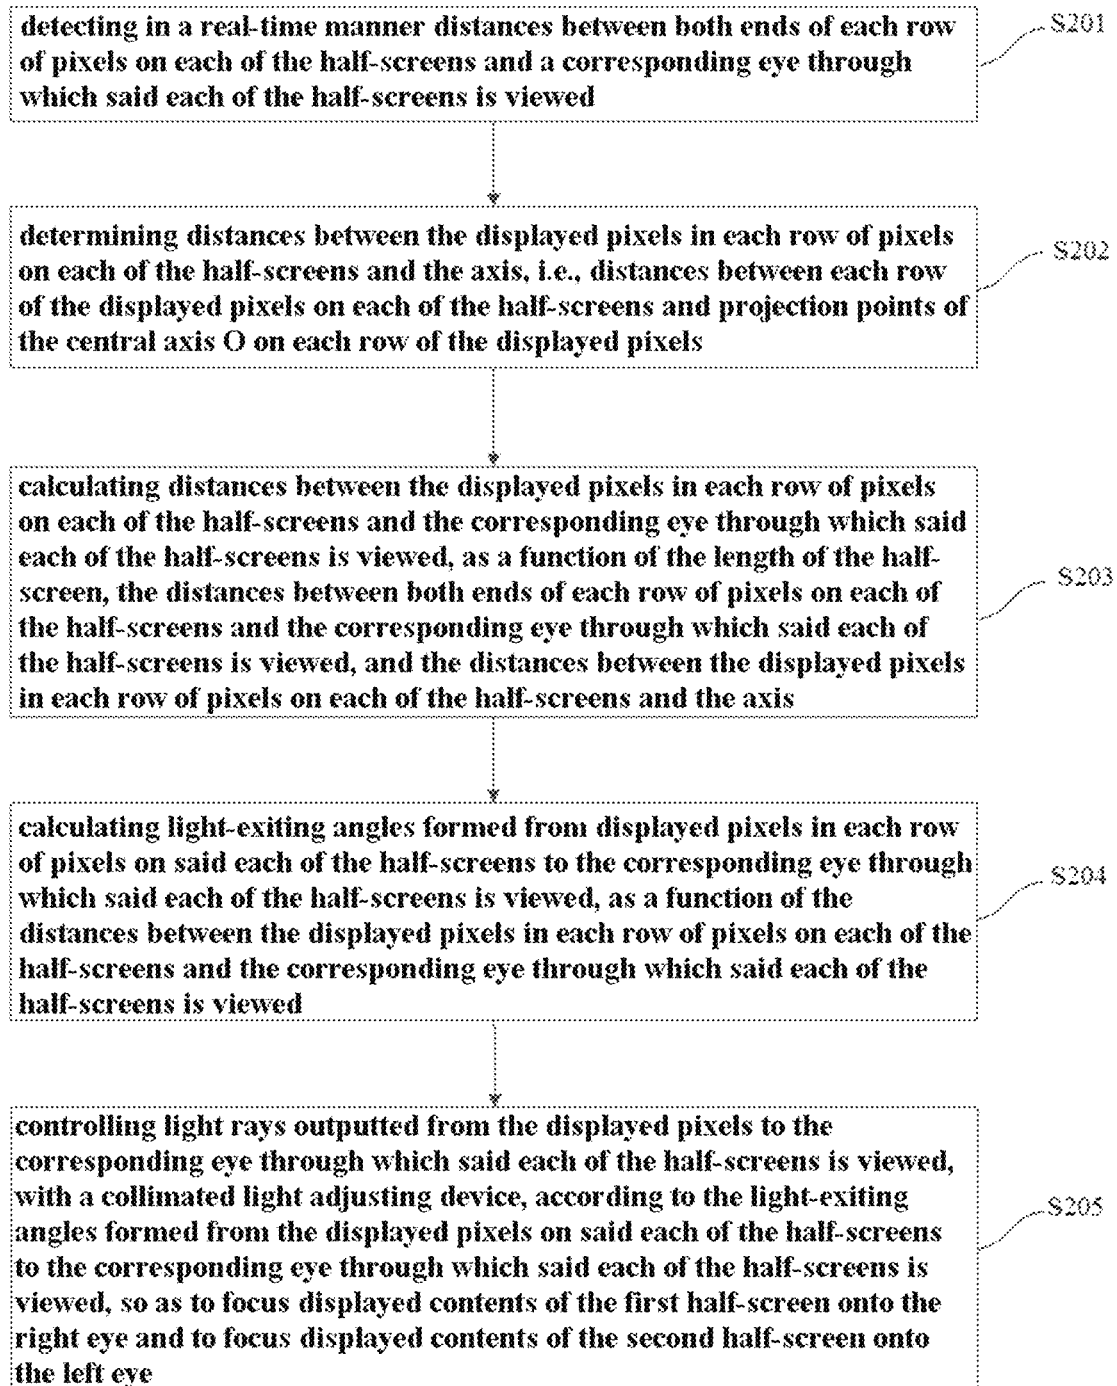 detecting in a real-time manner distances between both ends of each row
of pixels on each of the half-screens and a corresponding eye through
which said each of the half-screens is viewed
S201
determining distances between the displayed pixels in each row of pixels
on each of the half-screens and the axis, i.e., distances between each row
of the displayed pixels on each of the half-screens and projection points of
the central axis O on each row of the displayed pixels
S202
calculating distances between the displayed pixels in each row of pixels
on each of the half-screens and the corresponding eye through which said
each of the half-screens is viewed, as a function of the length of the half-
screen, the distances between both ends of each row of pixels on each of
the half-screens and the corresponding eye through which said each of
the half-screens is viewed, and the distances between the displayed pixels
in each row of pixels on each of the half-screens and the axis
S203
calculating light-exiting angles formed from displayed pixels in each row
of pixels on said each of the half-screens to the corresponding eye through
which said each of the half-screens is viewed, as a function of the
distances between the displayed pixels in each row of pixels on each of the
half-screens and the corresponding eye through which said each of the
half-screens is viewed
S204
controlling light rays outputted from the displayed pixels to the
corresponding eye through which said each of the half-screens is viewed,
with a collimated light adjusting device, according to the light-exiting
angles formed from the displayed pixels on said each of the half-screens
to the corresponding eye through which said each of the half-screens is
viewed, so as to focus displayed contents of the first half-screen onto the
right eye and to focus displayed contents of the second half-screen onto
the left eye
S205